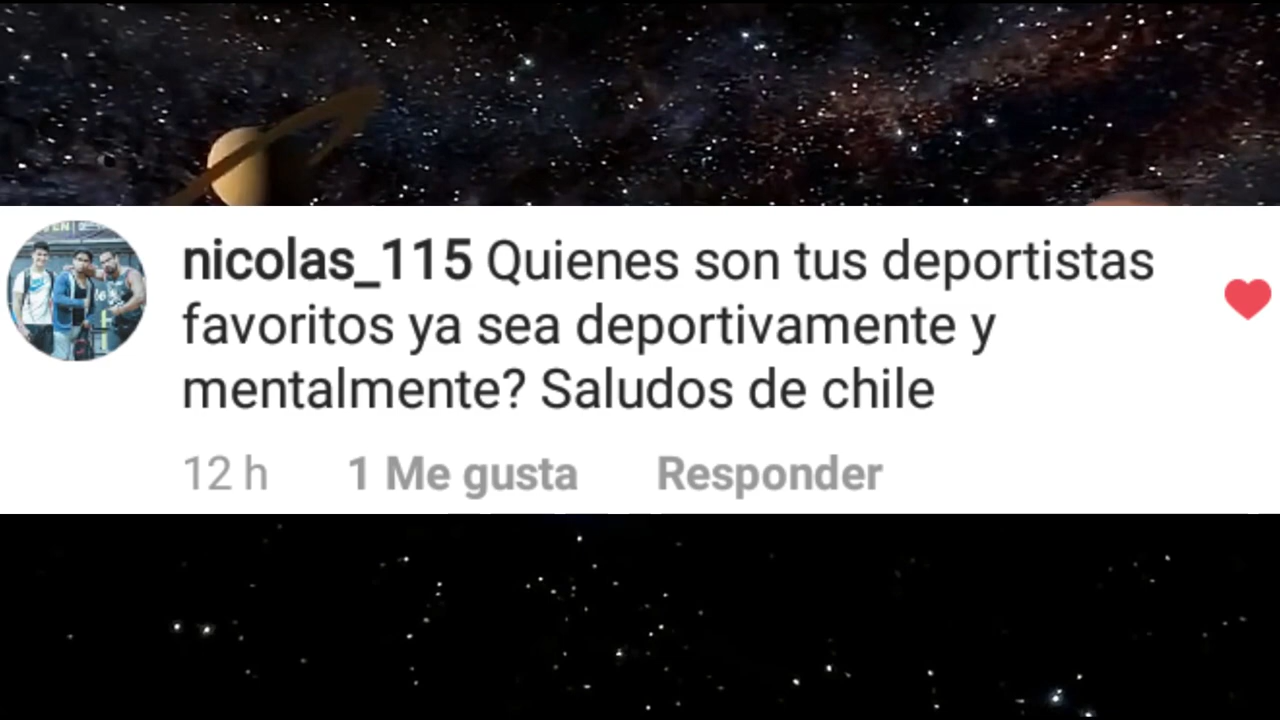 nicolas_115 Quienes son tus deportistas
favoritos ya sea deportivamente y
mentalmente? Saludos de chile
12 h 1 Me gusta Responder